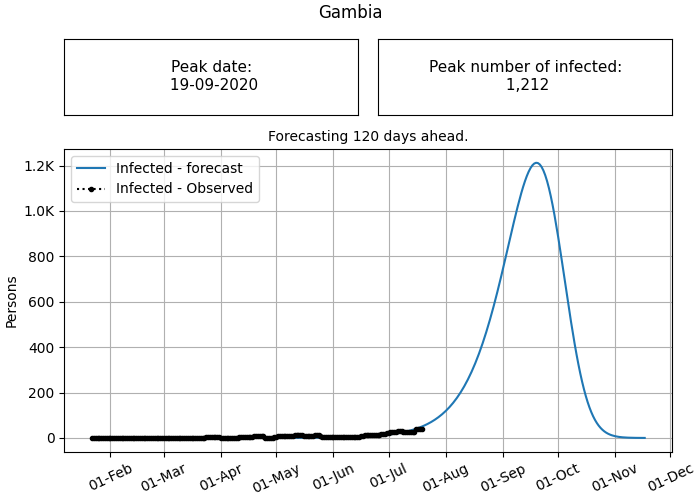 Gambia
Peak date:
19-09-2020
Peak number of infected:
1,212
Forecasting 120 days ahead.
Infected - forecast
Infected - Observed
Persons
1.2K
1.0K
800
600
400
200
0
01-Feb
01-Mar
01-Apr
01-May
01-Jun
01-Jul
01-Aug
01-Sep
01-Oct
01-Nov
01-Dec